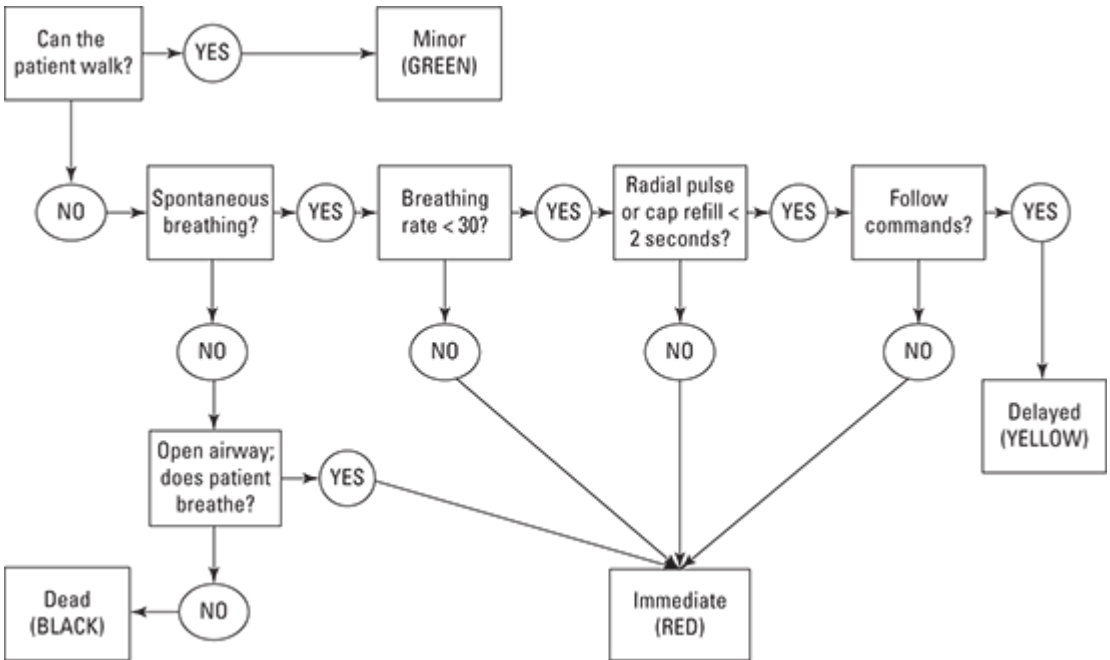 Can the
patient walk?
YES
Minor
(GREEN)
NO
Spontaneous
breathing?
YES
Breathing
rate < 30?
YES
Radial pulse
or cap refill <
2 seconds?
YES
Follow
commands?
YES
NO
NO
NO
NO
Delayed
(YELLOW)
Open airway;
does patient
breathe?
YES
Dead
(BLACK)
NO
Immediate
(RED)